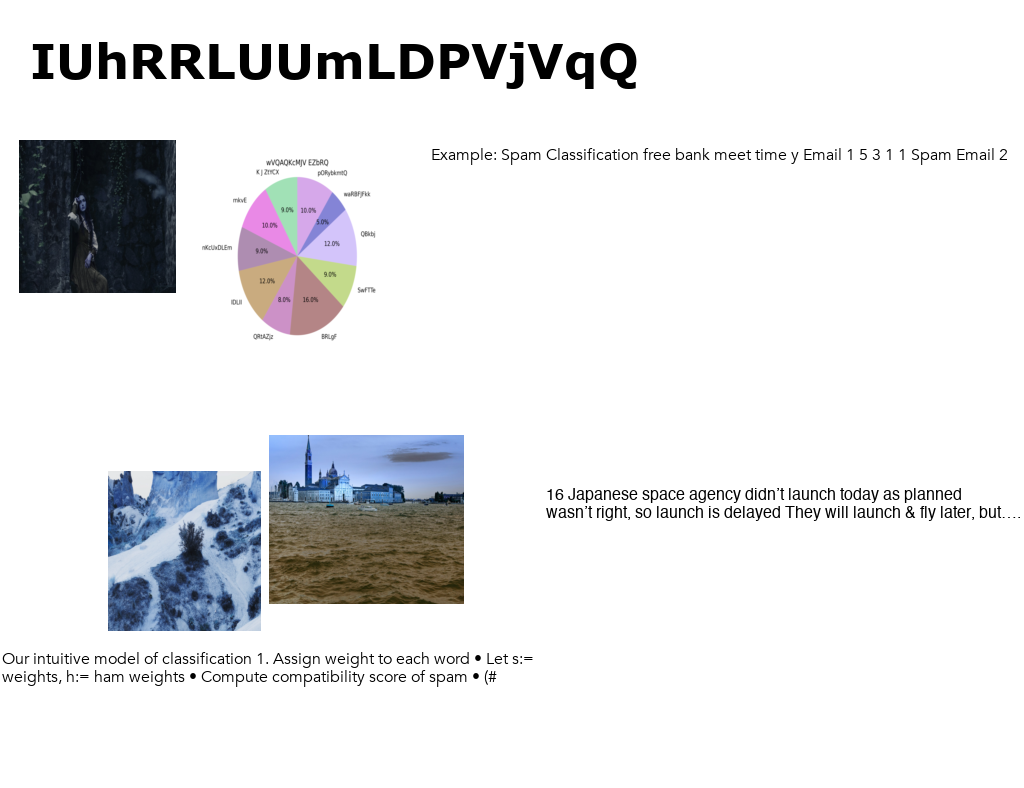 IUhRRLUUmLDPVjVqQ
Example: Spam Classification free bank meet time y Email 1 5 3 1 1 Spam Email 2
wVQAQKcMJV EZbRQ
K J ZtYCX
pORybkmtQ
mkvE
waRBFJFkk
9.0%
10.0%
10.0%
5.0%
QBkbj
nKcUxDLEm
9.0%
12.0%
12.0%
9.0%
SwFTTe
IDLII
8.0%
16.0%
QRtAZjz
BRLgF
16 Japanese space agency didn’t launch today as planned
wasn’t right, so launch is delayed They will launch & fly later, but….
Our intuitive model of classification 1. Assign weight to each word • Let s:=
weights, h:= ham weights • Compute compatibility score of spam • (#